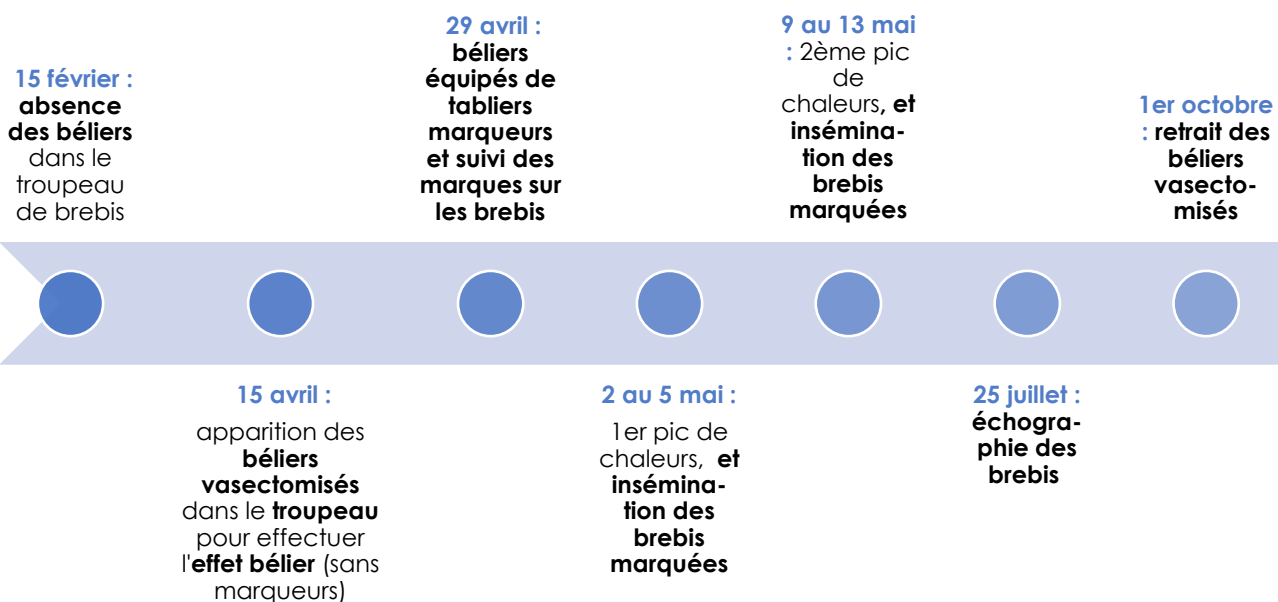 15 février :
absence
des béliers
dans le
troupeau
de brebis
15 avril :
apparition des
béliers
vasectomisés
dans le troupeau
pour effectuer
l'effet bélier (sans
marqueurs)
29 avril :
béliers
équipés de
tabliers
marqueurs
et suivi des
marques sur
les brebis
2 au 5 mai :
1er pic de
chaleurs, et
insémina-
tion des
brebis
marquées
9 au 13 mai
: 2ème pic
de
chaleurs, et
insémina-
tion des
brebis
marquées
25 juillet :
échogra-
phie des
brebis
1er octobre
: retrait des
béliers
vasecto-
misés